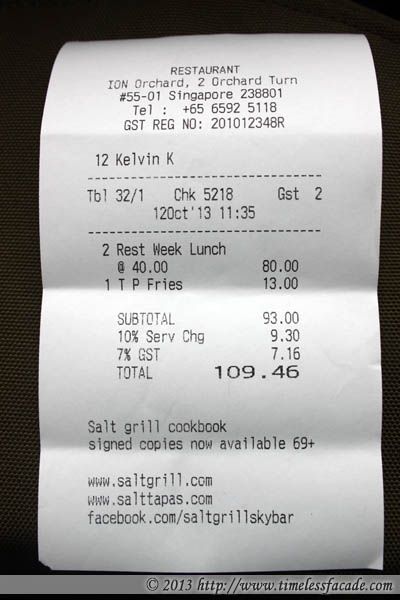 RESTAURANT
ION Orchard, 2 Orchard Turn
#55-01 Singapore 238801
Tel : +65 6592 5118
GST REG NO: 201012348R
12 Kelvin K
Tbl 32/1 Chk 5218 Gst 2
12Oct'13 11:35
2 Rest Week Lunch
@ 40.00 80.00
1 T P Fries 13.00
SUBTOTAL 93.00
10% Serv Chg 9.30
7% GST 7.16
TOTAL 109.46
Salt grill cookbook
signed copies now available 69+
www.saltgrill.com
www.salttapas.com
facebook.com/saltgrillskybar
© 2013 http://www.timelessfacade.com